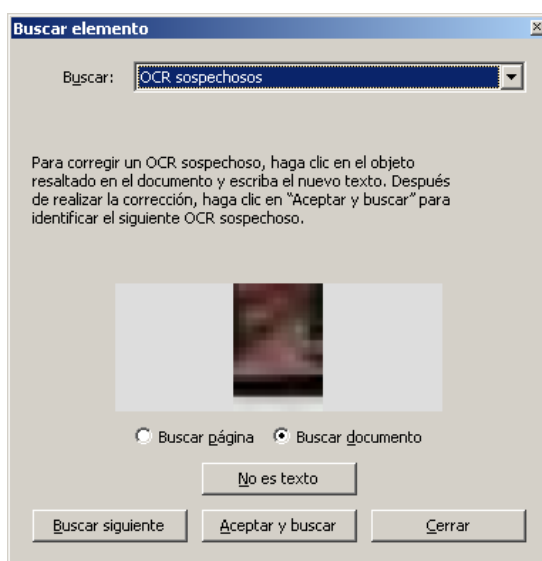 Buscar elemento
Buscar: OCR sospechosos
Para corregir un OCR sospechoso, haga clic en el objeto
resaltado en el documento y escriba el nuevo texto. Después
de realizar la corrección, haga clic en “Aceptar y buscar” para
identificar el siguiente OCR sospechoso.
Buscar página Buscar documento
No es texto
Buscar siguiente Aceptar y buscar Cerrar